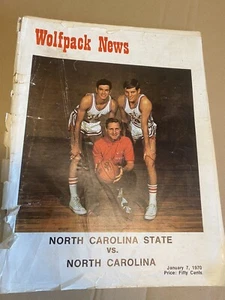 Wolfpack News
NORTH CAROLINA STATE
VS.
NORTH CAROLINA
January 7, 1970
Price: Fifty Cents